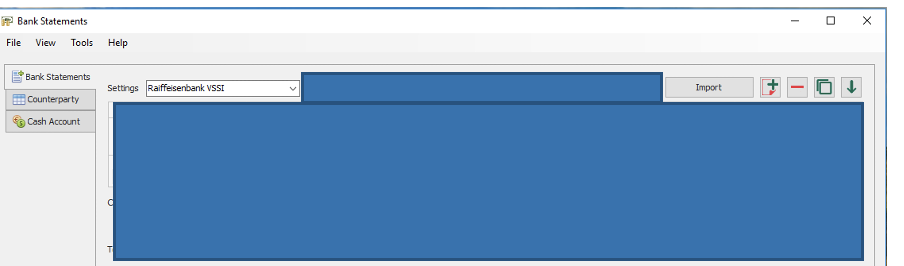 Bank Statements
File View Tools Help
Bank Statements
Settings Raiffeisenbank VSSI Import
Counterparty
Cash Account